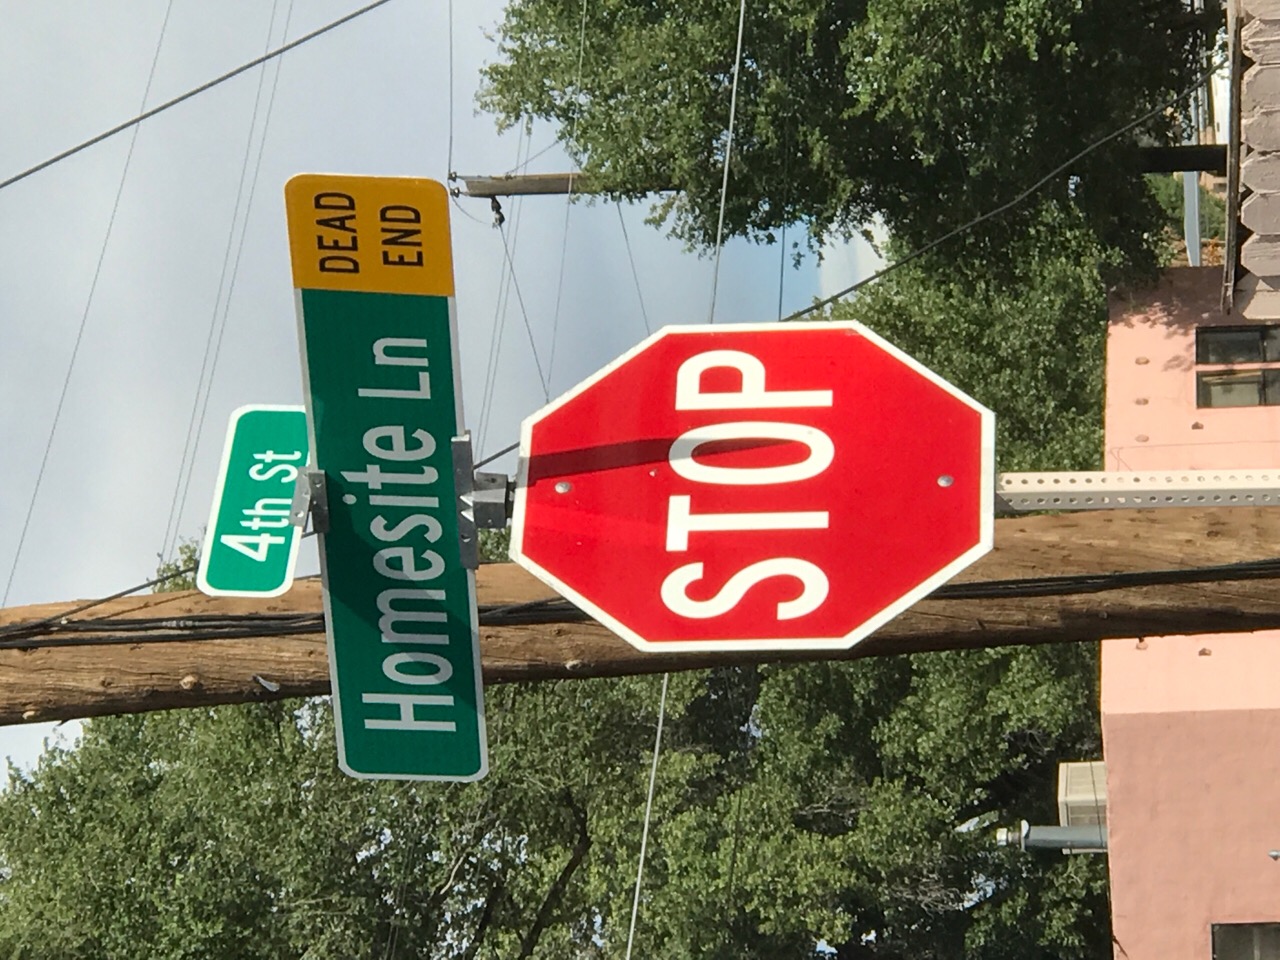 4th St
Homesite Ln
DEAD
END
STOP